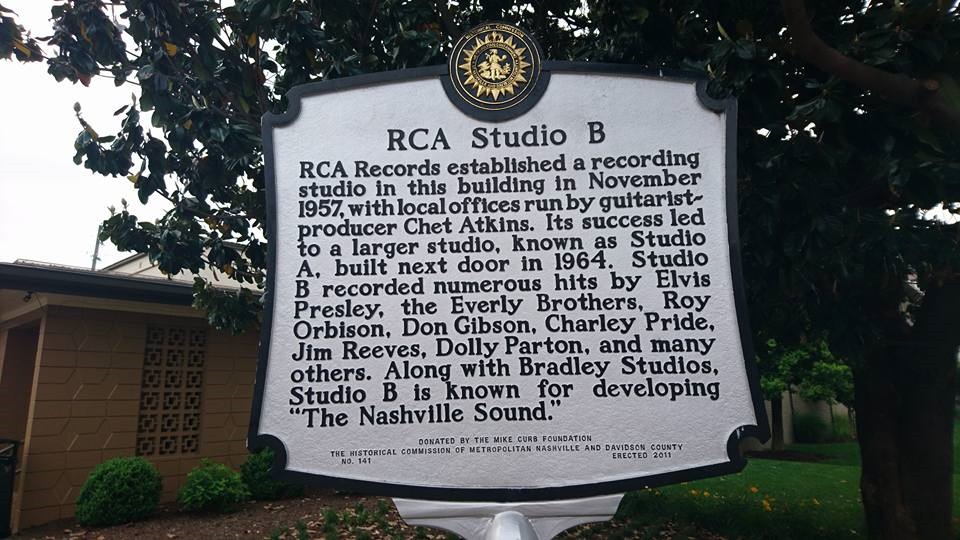 RCA Studio B
RCA Records established a recording
studio in this building in November
1957, with local offices run by guitarist-
producer Chet Atkins. Its success led
to a larger studio, known as Studio
A, built next door in 1964. Studio
B recorded numerous hits by Elvis
Presley, the Everly Brothers, Roy
Orbison, Don Gibson, Charley Pride,
Jim Reeves, Dolly Parton, and many
others. Along with Bradley Studios,
Studio B is known for developing
“The Nashville Sound.”
DONATED BY THE MIKE CURB FOUNDATION
THE HISTORICAL COMMISSION OF METROPOLITAN NASHVILLE AND DAVIDSON COUNTY
NO. 141 ERECTED 2011